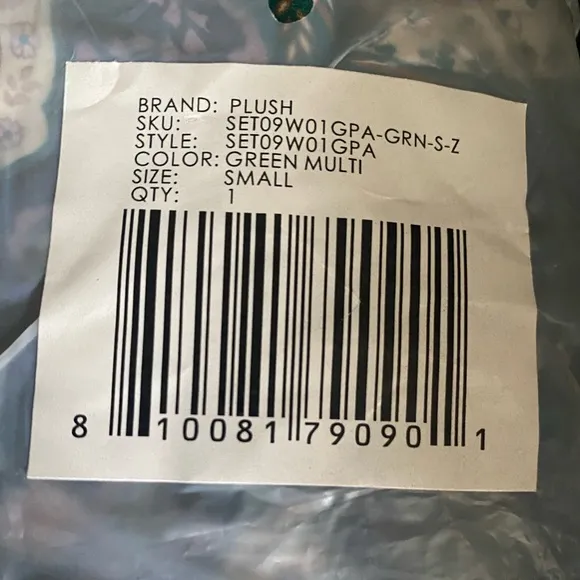 BRAND: PLUSH
SKU: SET09W01GPA-GRN-S-Z
STYLE: SET09W01GPA
COLOR: GREEN MULTI
SIZE: SMALL
QTY: 1
8 10081 79090 1